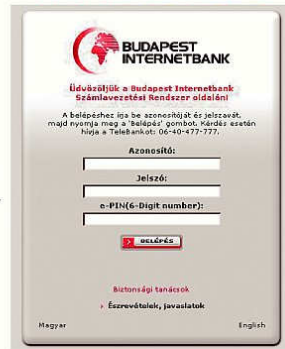 BUDAPEST
INTERNETBANK
Üdvözöljük a Budapest Internetbank
Számlavezetési Rendszer oldalán!
A belépéshez írja be azonosítóját és jelszavát,
majd nyomja meg a 'Belépés' gombot. Kérdés esetén
hívja a TeleBankot: 06-40-477-777.
Azonosító:
Jelszó:
e-PIN(6-Digit number):
BELÉPÉS
Biztonsági tanácsok
Észrevételek, javaslatok
Magyar English